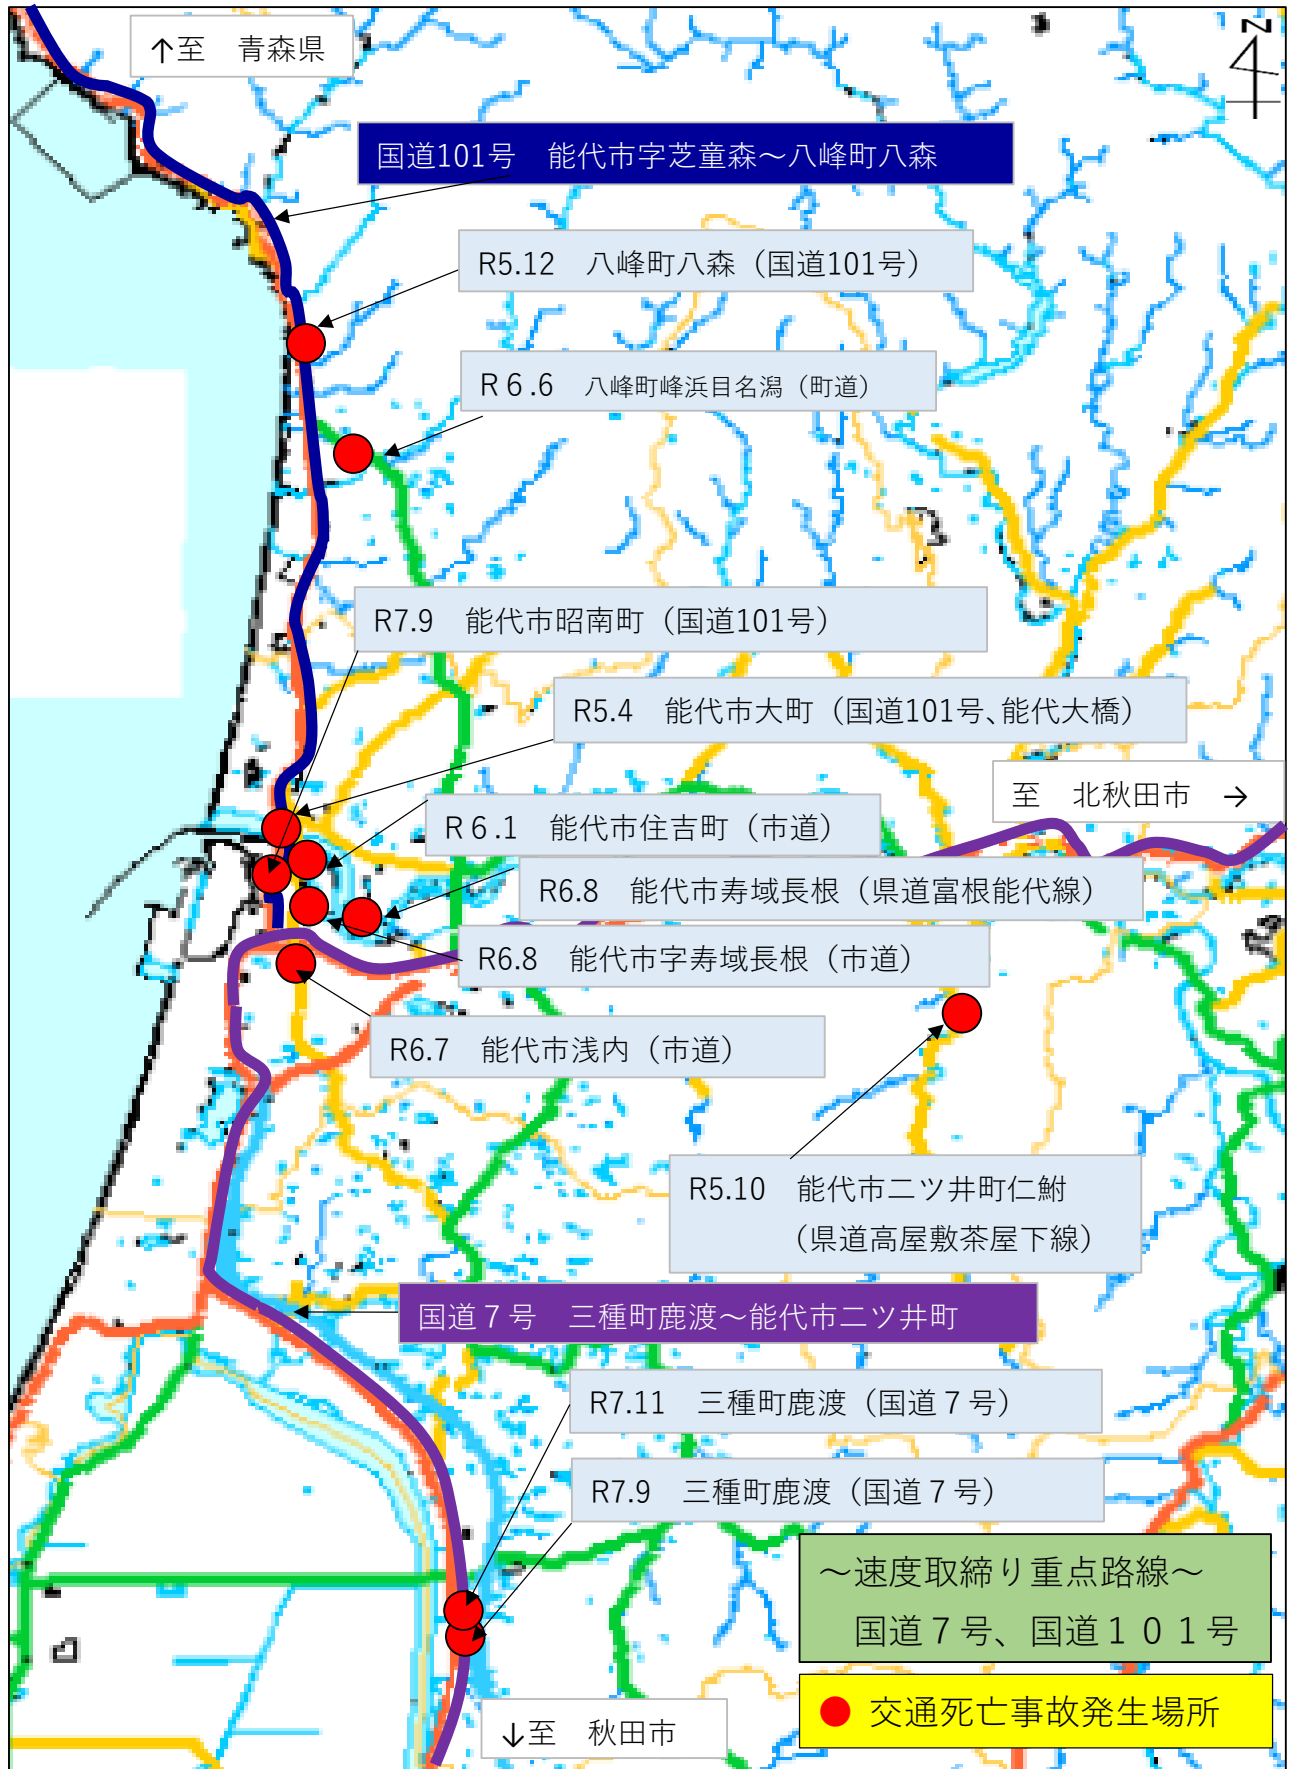 ↑至　青森県
N
国道101号　能代市字芝童森～八峰町八森
R5.12　八峰町八森（国道101号）
R６.6　八峰町峰浜目名潟（町道）
R7.9　能代市昭南町（国道101号）
R5.4　能代市大町（国道101号、能代大橋）
至　北秋田市　→
R６.1　能代市住吉町（市道）
R6.8　能代市寿域長根（県道富根能代線）
R6.8　能代市字寿域長根（市道）
R6.7　能代市浅内（市道）
R5.10　能代市二ツ井町仁鮒
（県道高屋敷茶屋下線）
国道７号　三種町鹿渡～能代市二ツ井町
R7.11　三種町鹿渡（国道７号）
R7.9　三種町鹿渡（国道７号）
～速度取締り重点路線～
国道７号、国道１０１号
交通死亡事故発生場所
↓至　秋田市